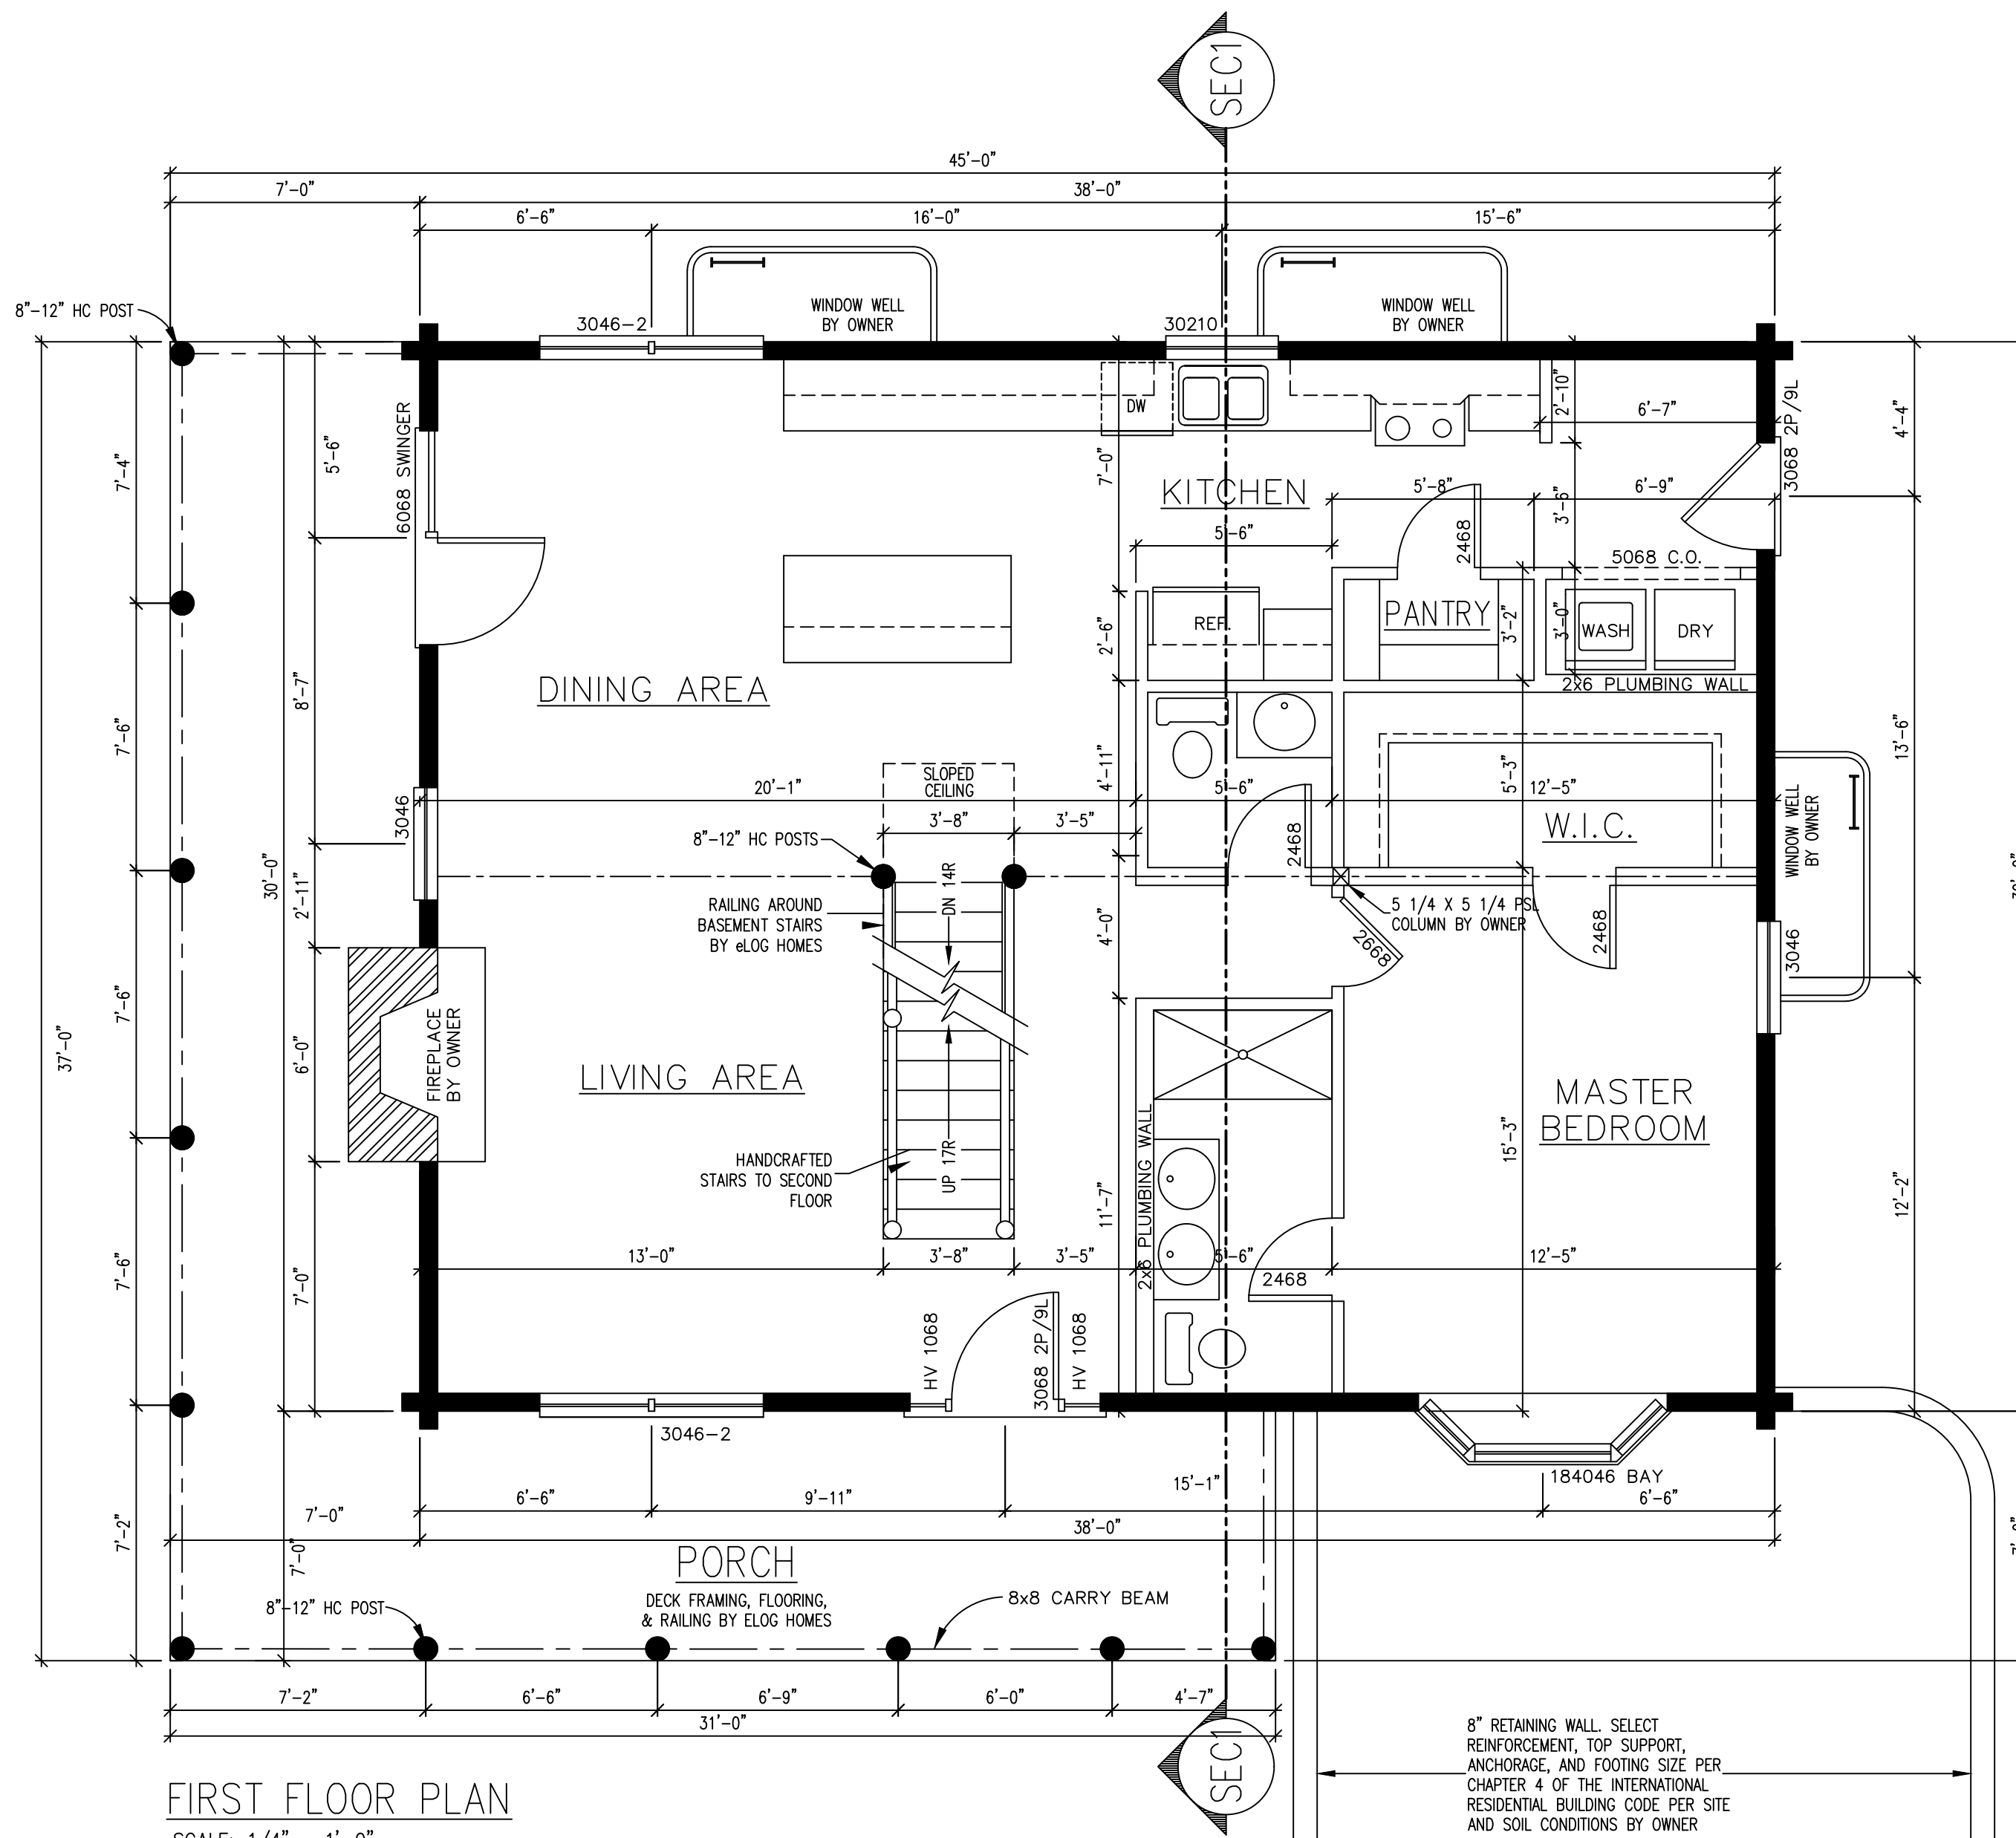 SEC1
45'-0"
7'-0"
38'-0"
6'-6"
16'-0"
15'-6"
8"-12" HC POST
3046-2
WINDOW WELL
BY OWNER
30210
WINDOW WELL
BY OWNER
DW
2'-10"
6'-7"
3068 2P/9L
4'-4"
6068 SWINGER
5'-6"
7'-4"
7'-0"
KITCHEN
5'-8"
6'-9"
3'-6"
5'-6"
2468
5068 C.O.
REF.
PANTRY
3'-2"
3'-0"
WASH
DRY
2'-6"
2x6 PLUMBING WALL
DINING AREA
8'-7"
7'-6"
13'-6"
SLOPED
CEILING
4'-11"
5'-3"
20'-1"
5'-6"
12'-5"
3046
3'-8"
3'-5"
8"-12" HC POSTS
2468
W.I.C.
WINDOW WELL
BY OWNER
30'-0"
2'-11"
DN 14R
RAILING AROUND
BASEMENT STAIRS
BY eLOG HOMES
5 1/4 X 5 1/4 PSL
COLUMN BY OWNER
4'-0"
2668
2468
3046
7'-6"
37'-0"
6'-0"
FIREPLACE
BY OWNER
LIVING AREA
MASTER
BEDROOM
2x6 PLUMBING WALL
15'-3"
HANDCRAFTED
STAIRS TO SECOND
FLOOR
UP 17R
11'-7"
12'-2"
7'-6"
7'-0"
13'-0"
3'-8"
3'-5"
5'-6"
12'-5"
2468
HV 1068
3068 2P/9L
HV 1068
3046-2
184046 BAY
15'-1"
6'-6"
9'-11"
6'-6"
7'-0"
38'-0"
7'-2"
7'-0"
PORCH
DECK FRAMING, FLOORING,
& RAILING BY ELOG HOMES
8"-12" HC POST
8x8 CARRY BEAM
7'-2"
6'-6"
6'-9"
6'-0"
4'-7"
31'-0"
SEC1
8" RETAINING WALL. SELECT
REINFORCEMENT, TOP SUPPORT,
ANCHORAGE, AND FOOTING SIZE PER
CHAPTER 4 OF THE INTERNATIONAL
RESIDENTIAL BUILDING CODE PER SITE
AND SOIL CONDITIONS BY OWNER
FIRST FLOOR PLAN